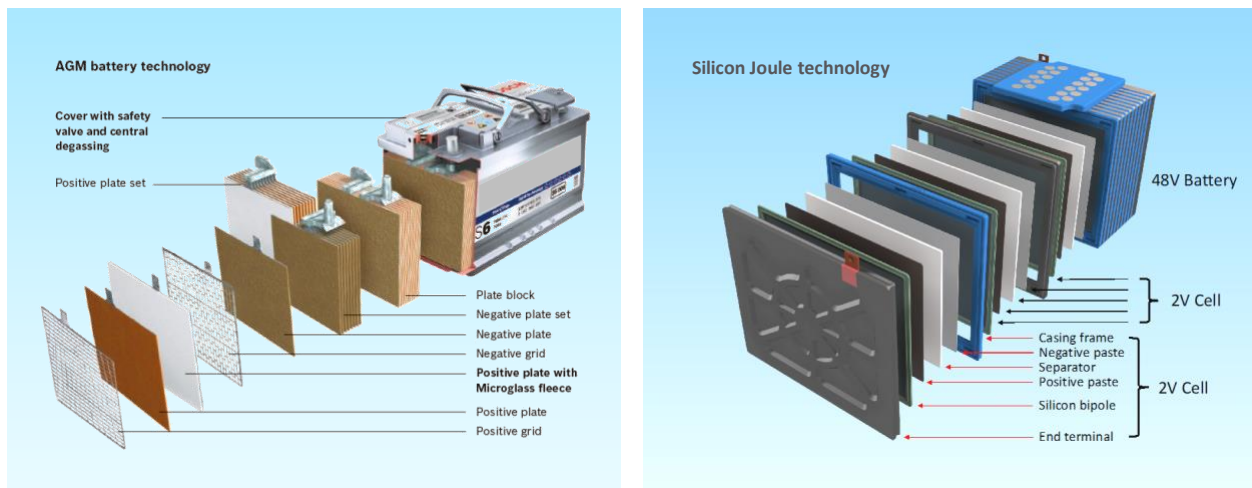 AGM battery technology
Cover with safety
valve and central
degassing
Positive plate set
S6
Plate block
Negative plate set
Negative plate
Negative grid
Positive plate with
Microglass fleece
Positive plate
Positive grid
Silicon Joule technology
48V Battery
2V Cell
Casing frame
Negative paste
Separator
Positive paste
Silicon bipole
End terminal
2V Cell